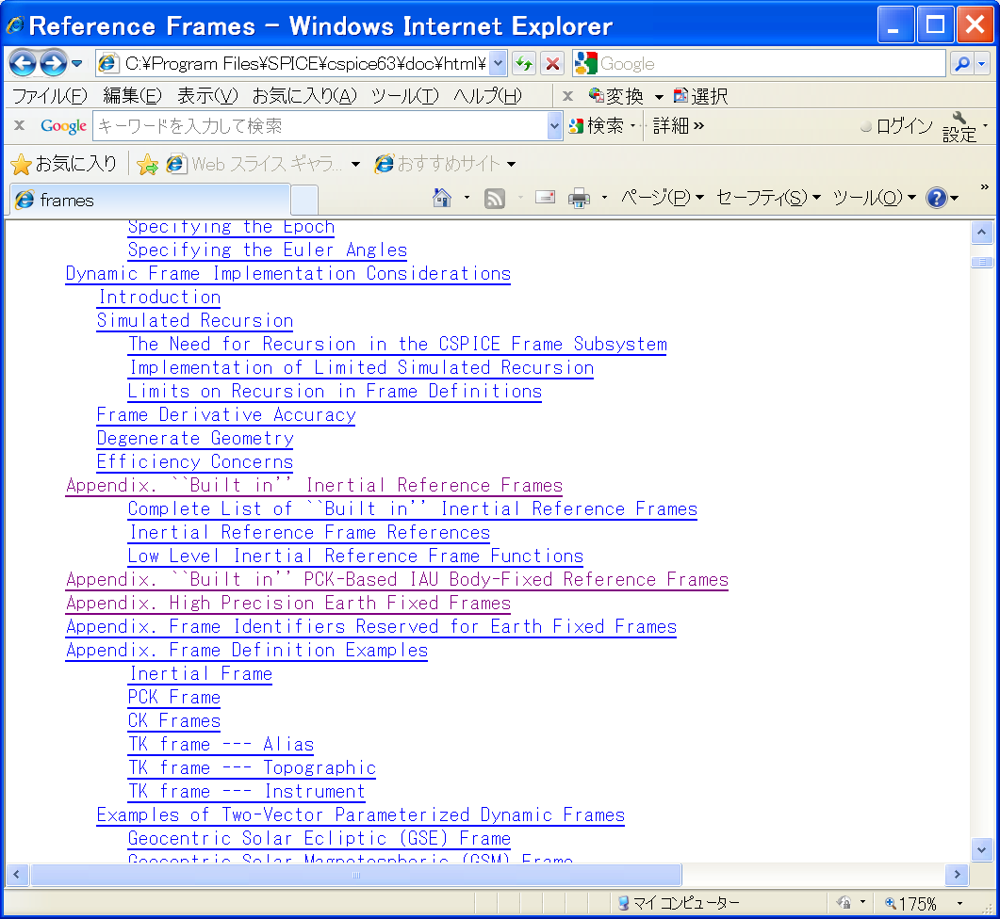 Reference Frames - Windows Internet Explorer
C:¥Program Files¥SPICE¥cspice63¥doc¥html¥ Google
ファイル(F) 編集(E) 表示(V) お気に入り(A) ツール(T) ヘルプ(H) x 変換 選択
x Google キーワードを入力して検索 検索 詳細 » ログイン 設定
お気に入り Web スライス ギャラ... おすすめサイト
frames ページ(P) セーフティ(S) ツール(O) »
Specifying the Epoch
Specifying the Euler Angles
Dynamic Frame Implementation Considerations
Introduction
Simulated Recursion
The Need for Recursion in the CSPICE Frame Subsystem
Implementation of Limited Simulated Recursion
Limits on Recursion in Frame Definitions
Frame Derivative Accuracy
Degenerate Geometry
Efficiency Concerns
Appendix. ``Built in'' Inertial Reference Frames
Complete List of ``Built in'' Inertial Reference Frames
Inertial Reference Frame References
Low Level Inertial Reference Frame Functions
Appendix. ``Built in'' PCK-Based IAU Body-Fixed Reference Frames
Appendix. High Precision Earth Fixed Frames
Appendix. Frame Identifiers Reserved for Earth Fixed Frames
Appendix. Frame Definition Examples
Inertial Frame
PCK Frame
CK Frames
TK frame --- Alias
TK frame --- Topographic
TK frame --- Instrument
Examples of Two-Vector Parameterized Dynamic Frames
Geocentric Solar Ecliptic (GSE) Frame
Geocentric Solar Magnetospheric (GSM) Frame
マイ コンピューター 175%